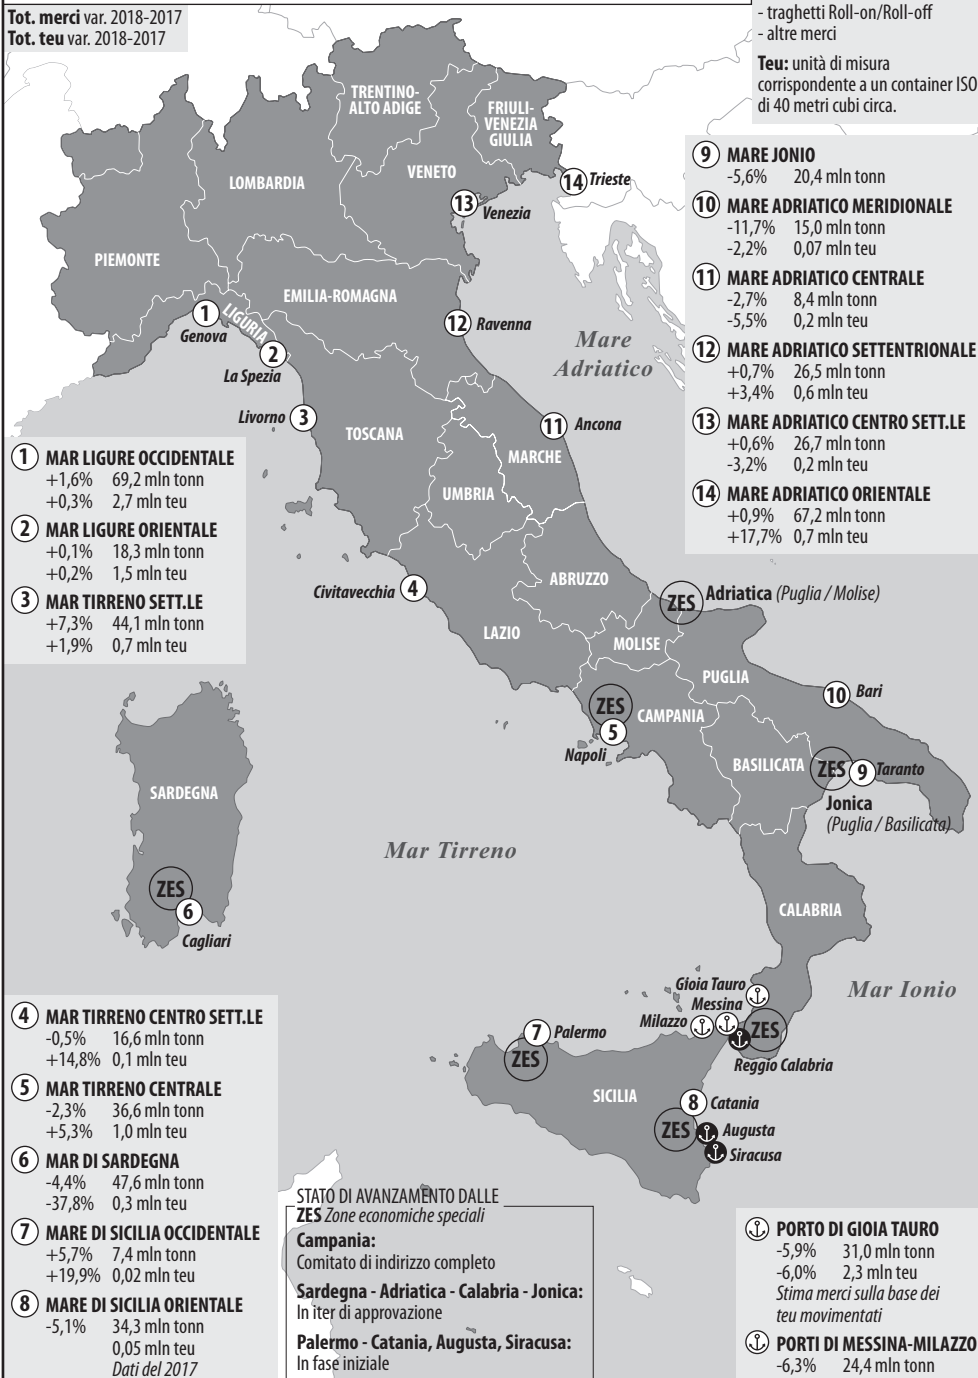 Tot. merci var. 2018-2017
Tot. teu var. 2018-2017
- traghetti Roll-on/Roll-off
- altre merci
Teu: unità di misura
corrispondente a un container ISO
di 40 metri cubi circa.
TRENTINO-
ALTO ADIGE
FRIULI-
VENEZIA
GIULIA
VENETO
LOMBARDIA
PIEMONTE
EMILIA-ROMAGNA
LIGURIA
TOSCANA
UMBRIA
MARCHE
ABRUZZO
LAZIO
MOLISE
PUGLIA
CAMPANIA
BASILICATA
SARDEGNA
CALABRIA
SICILIA
14 Trieste
13 Venezia
1
Genova
2
La Spezia
12 Ravenna
Mare
Adriatico
Livorno 3
11 Ancona
Civitavecchia 4
ZES Adriatica (Puglia / Molise)
10 Bari
ZES
5
Napoli
ZES 9 Taranto
Jonica
(Puglia / Basilicata)
Mar Tirreno
ZES
6
Cagliari
Mar Ionio
Gioia Tauro
Messina
Milazzo
ZES
Reggio Calabria
7 Palermo
ZES
8 Catania
ZES
Augusta
Siracusa
9 MARE JONIO
-5,6% 20,4 mln tonn
10 MARE ADRIATICO MERIDIONALE
-11,7% 15,0 mln tonn
-2,2% 0,07 mln teu
11 MARE ADRIATICO CENTRALE
-2,7% 8,4 mln tonn
-5,5% 0,2 mln teu
12 MARE ADRIATICO SETTENTRIONALE
+0,7% 26,5 mln tonn
+3,4% 0,6 mln teu
13 MARE ADRIATICO CENTRO SETT.LE
+0,6% 26,7 mln tonn
-3,2% 0,2 mln teu
14 MARE ADRIATICO ORIENTALE
+0,9% 67,2 mln tonn
+17,7% 0,7 mln teu
1 MAR LIGURE OCCIDENTALE
+1,6% 69,2 mln tonn
+0,3% 2,7 mln teu
2 MAR LIGURE ORIENTALE
+0,1% 18,3 mln tonn
+0,2% 1,5 mln teu
3 MAR TIRRENO SETT.LE
+7,3% 44,1 mln tonn
+1,9% 0,7 mln teu
4 MAR TIRRENO CENTRO SETT.LE
-0,5% 16,6 mln tonn
+14,8% 0,1 mln teu
5 MAR TIRRENO CENTRALE
-2,3% 36,6 mln tonn
+5,3% 1,0 mln teu
6 MAR DI SARDEGNA
-4,4% 47,6 mln tonn
-37,8% 0,3 mln teu
7 MARE DI SICILIA OCCIDENTALE
+5,7% 7,4 mln tonn
+19,9% 0,02 mln teu
8 MARE DI SICILIA ORIENTALE
-5,1% 34,3 mln tonn
0,05 mln teu
Dati del 2017
STATO DI AVANZAMENTO DALLE
ZES Zone economiche speciali
Campania:
Comitato di indirizzo completo
Sardegna - Adriatica - Calabria - Jonica:
In iter di approvazione
Palermo - Catania, Augusta, Siracusa:
In fase iniziale
PORTO DI GIOIA TAURO
-5,9% 31,0 mln tonn
-6,0% 2,3 mln teu
Stima merci sulla base dei
teu movimentati
PORTI DI MESSINA-MILAZZO
-6,3% 24,4 mln tonn